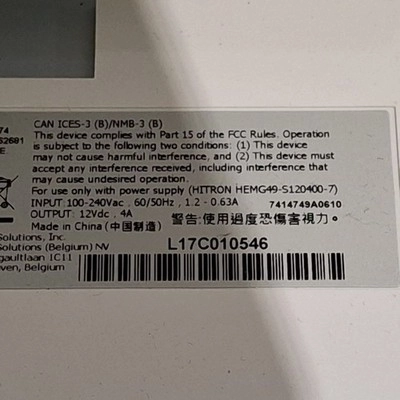 CAN ICES-3 (B)/NMB-3 (B)
74 This device complies with Part 15 of the FCC Rules. Operation
52681 is subject to the following two conditions: (1) This device may
E. not cause harmful interference, and (2) This device must
accept any interference received, including interference that
may cause undesired operation.
For use only with power supply (HITRON HEMG49-S120400-7)
INPUT:100-240Vac , 60/50Hz , 1.2 - 0.63A
OUTPUT: 12Vdc , 4A 7414749A0610
Made in China (中国制造) 警告:使用過度恐傷害視力。
Solutions, Inc.
Solutions (Belgium) NV L17C010546
gaultlaan 1C11
ven, Belgium